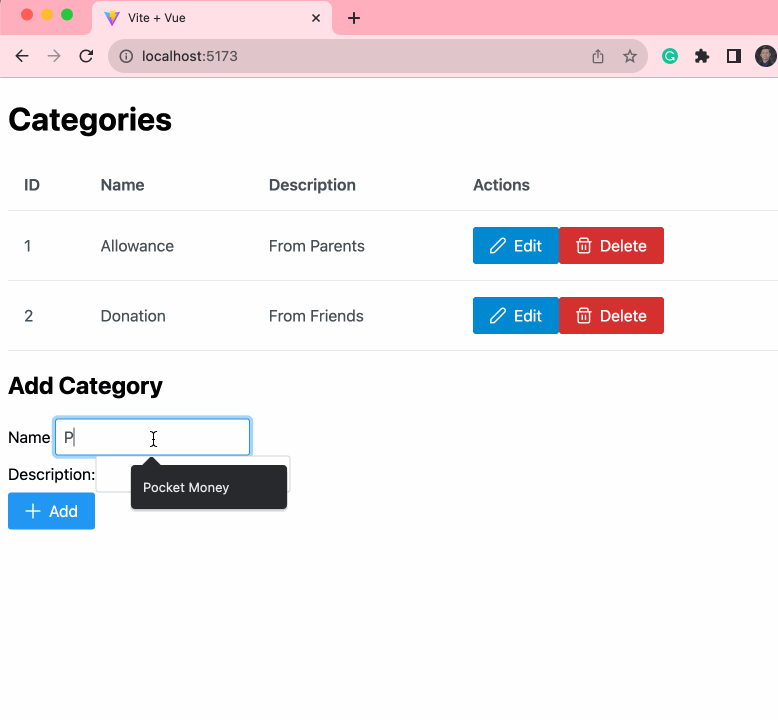 Vite + Vue
localhost:5173
Categories
ID Name Description Actions
1 Allowance From Parents Edit Delete
2 Donation From Friends Edit Delete
Add Category
Name P
Description:
Pocket Money
Add